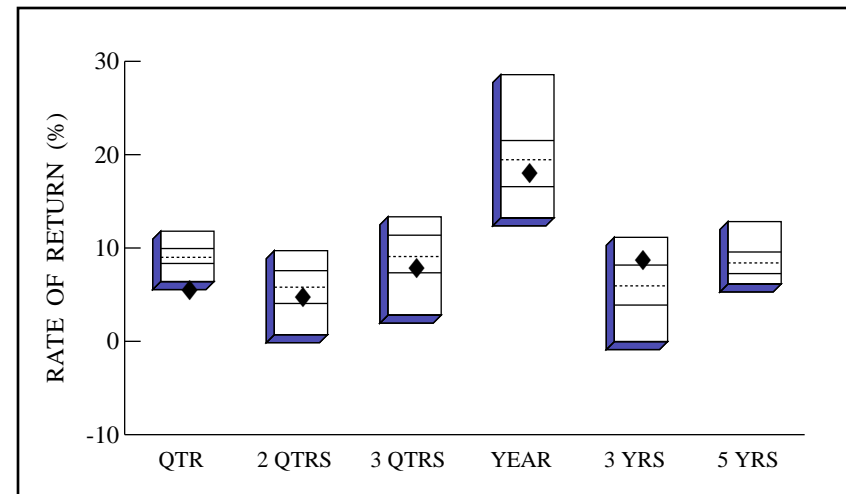 30
20
10
0
-10
RATE OF RETURN (%)
QTR 2 QTRS 3 QTRS YEAR 3 YRS 5 YRS